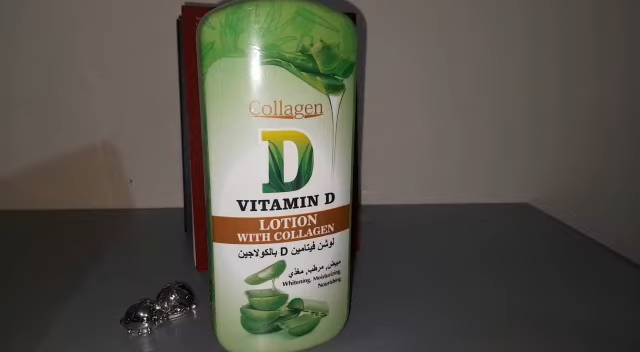 Collagen
D
VITAMIN D
LOTION
WITH COLLAGEN
لوشن فيتامين D بالكولاجين
مبيض, مرطب, مغذي
Whitening, Moisturizing,
Nourishing